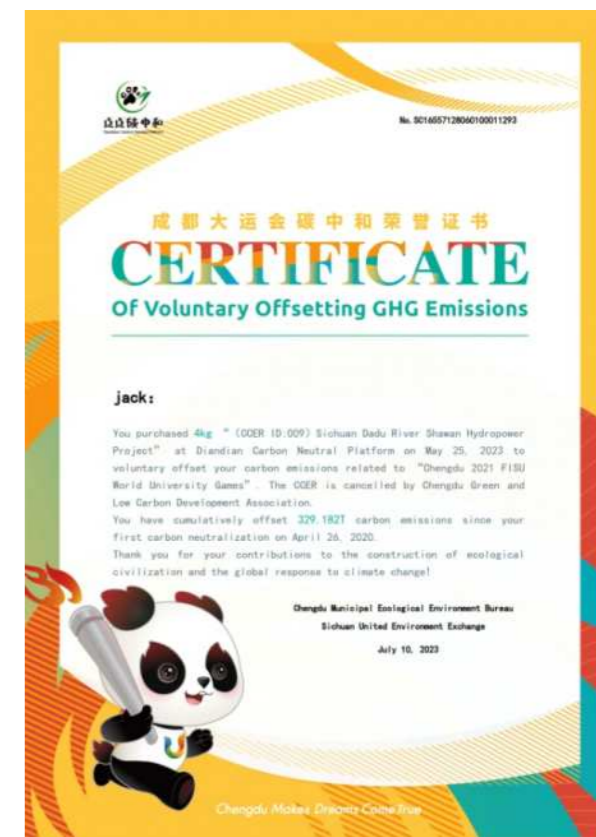 点点碳中和
No. SC16557128060100011293
成都大运会碳中和荣誉证书
CERTIFICATE
Of Voluntary Offsetting GHG Emissions
jack:
You purchased 4kg “(CCER ID:009) Sichuan Dadu River Shawan Hydropower
Project” at Diandian Carbon Neutral Platform on May 25, 2023 to
voluntary offset your carbon emissions related to “Chengdu 2021 FISU
World University Games”. The CCER is cancelled by Chengdu Green and
Low Carbon Development Association.
You have cumulatively offset 329.182T carbon emissions since your
first carbon neutralization on April 26, 2020.
Thank you for your contributions to the construction of ecological
civilization and the global response to climate change!
Chengdu Municipal Ecological Environment Bureau
Sichuan United Environment Exchange
July 10, 2023
Chengdu Makes Dreams Come True